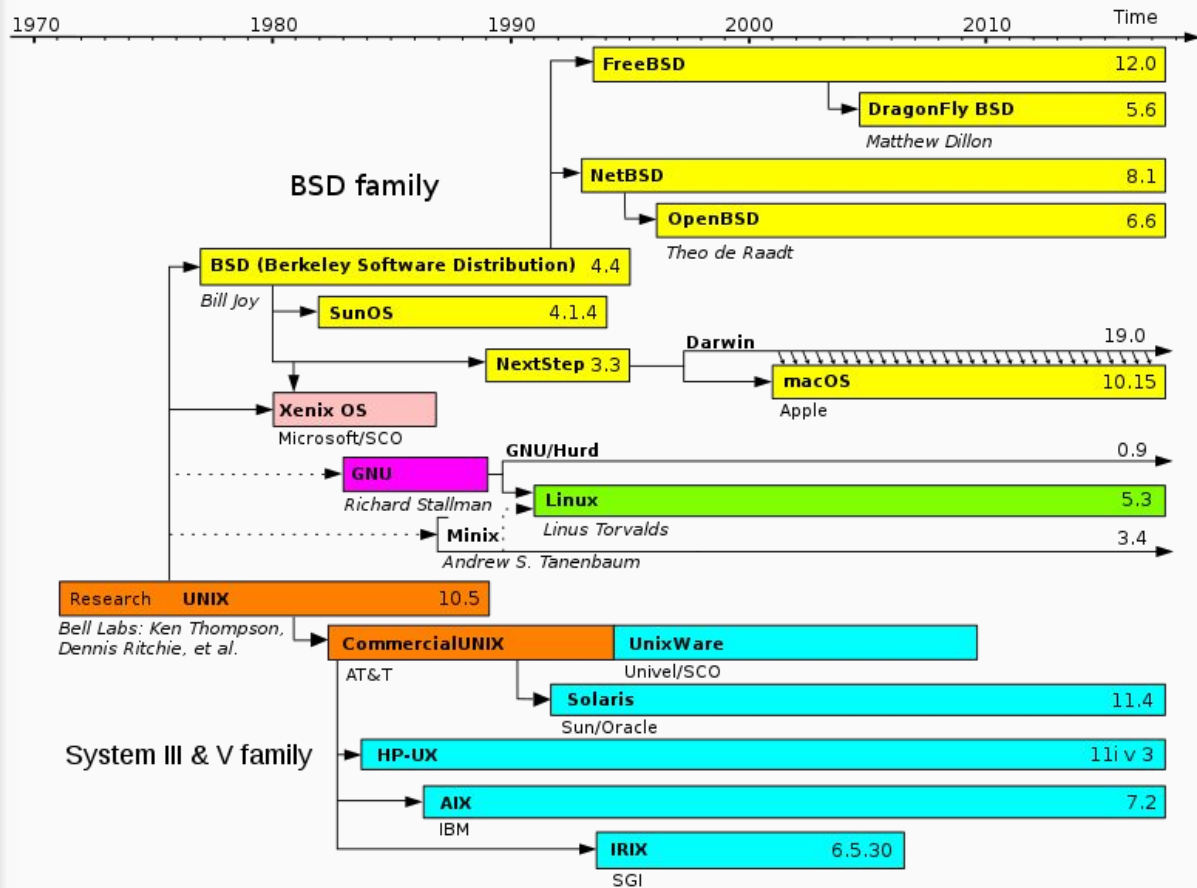 1970 1980 1990 2000 2010 Time
FreeBSD 12.0
DragonFly BSD 5.6
Matthew Dillon
BSD family
NetBSD 8.1
OpenBSD 6.6
Theo de Raadt
BSD (Berkeley Software Distribution) 4.4
Bill Joy
SunOS 4.1.4
Darwin 19.0
NextStep 3.3
macOS 10.15
Apple
Xenix OS
Microsoft/SCO
GNU/Hurd 0.9
GNU
Richard Stallman
Linux 5.3
Linus Torvalds
Minix 3.4
Andrew S. Tanenbaum
Research UNIX 10.5
Bell Labs: Ken Thompson,
Dennis Ritchie, et al.
CommercialUNIX UnixWare
AT&T Univel/SCO
Solaris 11.4
Sun/Oracle
System III & V family
HP-UX 11i v 3
AIX 7.2
IBM
IRIX 6.5.30
SGI